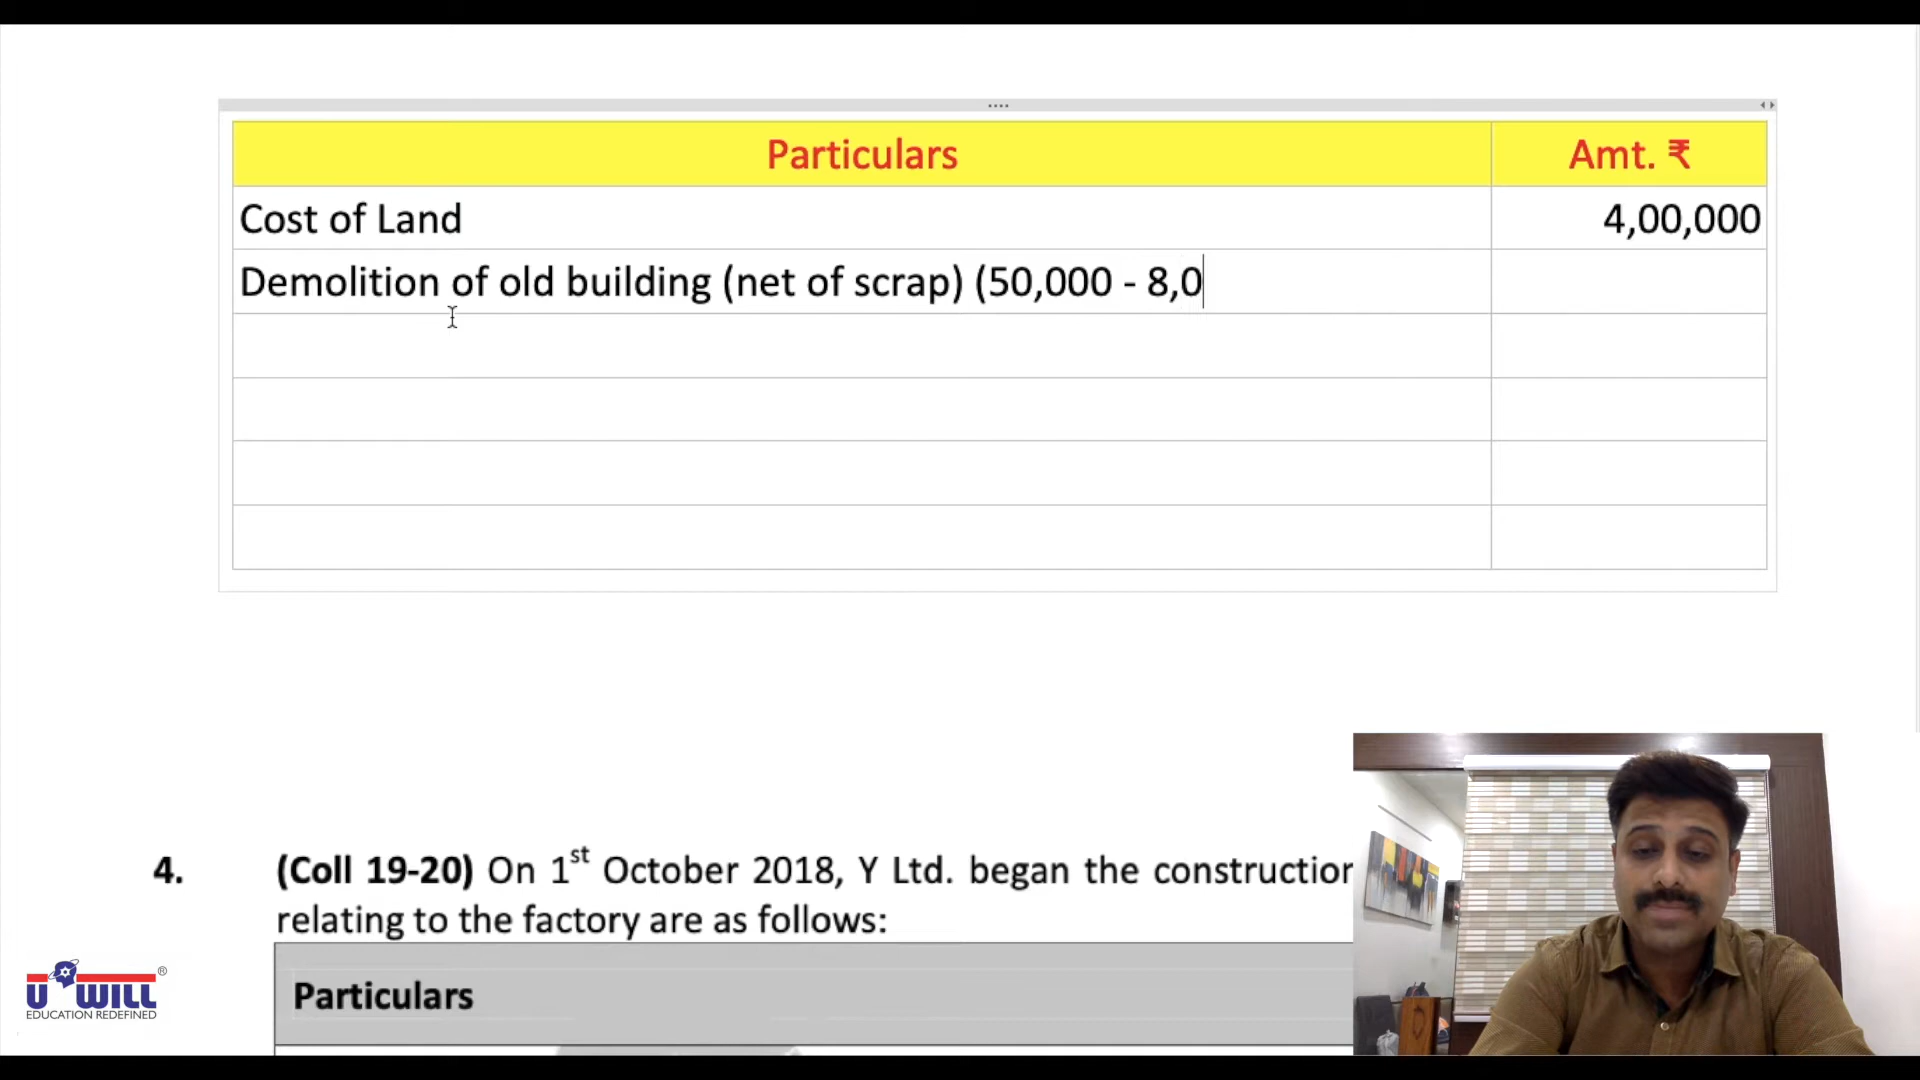 Particulars Amt. ₹
Cost of Land 4,00,000
Demolition of old building (net of scrap) (50,000 - 8,0
4. (Coll 19-20) On 1st October 2018, Y Ltd. began the construction
relating to the factory are as follows:
Particulars
U WILL ®
EDUCATION REDEFINED